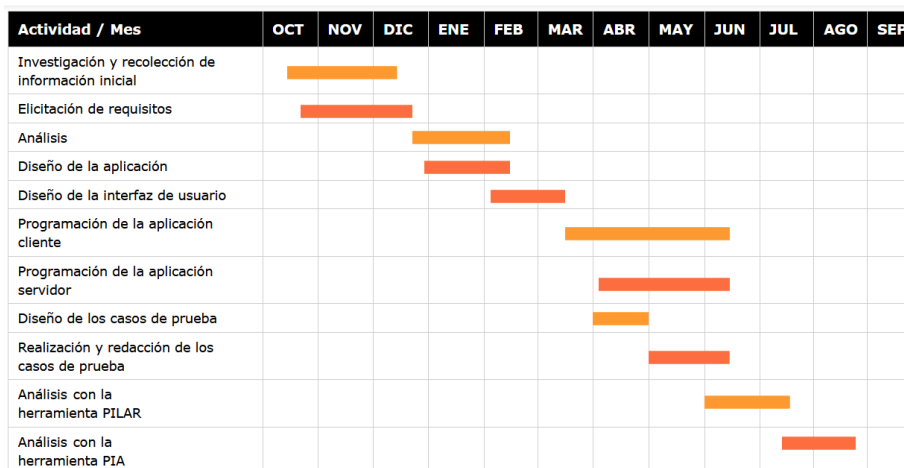 Actividad / Mes OCT NOV DIC ENE FEB MAR ABR MAY JUN JUL AGO SEP
Investigación y recolección de
información inicial
Elicitación de requisitos
Análisis
Diseño de la aplicación
Diseño de la interfaz de usuario
Programación de la aplicación
cliente
Programación de la aplicación
servidor
Diseño de los casos de prueba
Realización y redacción de los
casos de prueba
Análisis con la
herramienta PILAR
Análisis con la
herramienta PIA